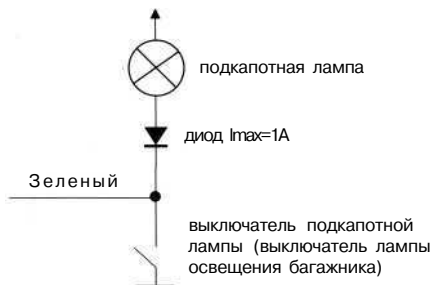 подкапотная лампа
диод Imax=1A
Зеленый
выключатель подкапотной
лампы (выключатель лампы
освещения багажника)